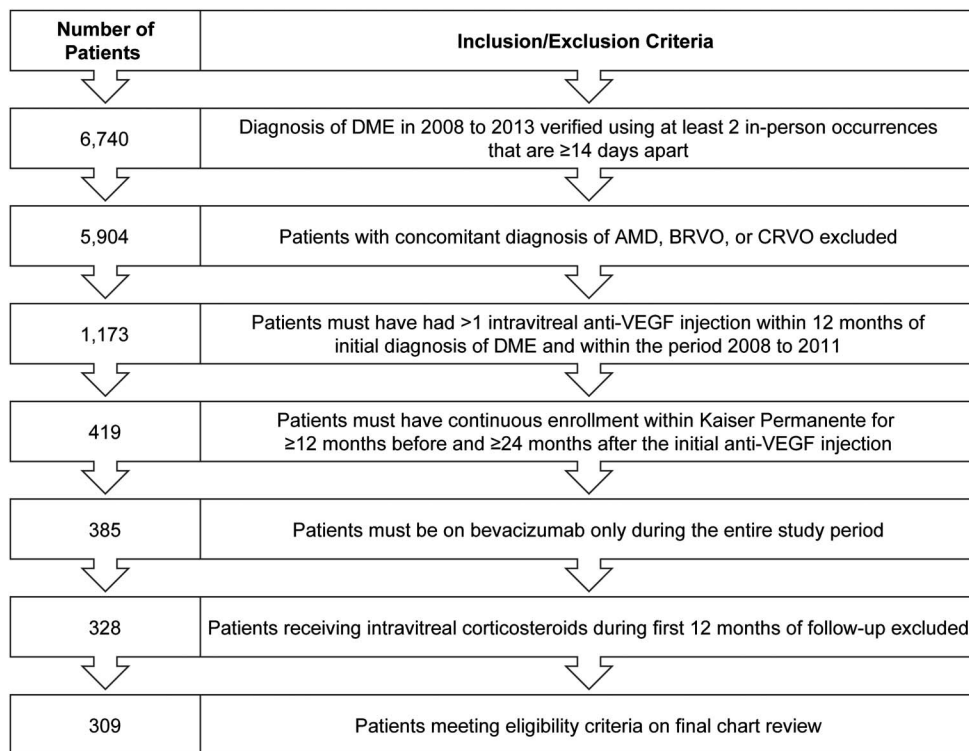 Number of
Patients
Inclusion/Exclusion Criteria
6,740
Diagnosis of DME in 2008 to 2013 verified using at least 2 in-person occurrences
that are ≥14 days apart
5,904
Patients with concomitant diagnosis of AMD, BRVO, or CRVO excluded
1,173
Patients must have had >1 intravitreal anti-VEGF injection within 12 months of
initial diagnosis of DME and within the period 2008 to 2011
419
Patients must have continuous enrollment within Kaiser Permanente for
≥12 months before and ≥24 months after the initial anti-VEGF injection
385
Patients must be on bevacizumab only during the entire study period
328
Patients receiving intravitreal corticosteroids during first 12 months of follow-up excluded
309
Patients meeting eligibility criteria on final chart review